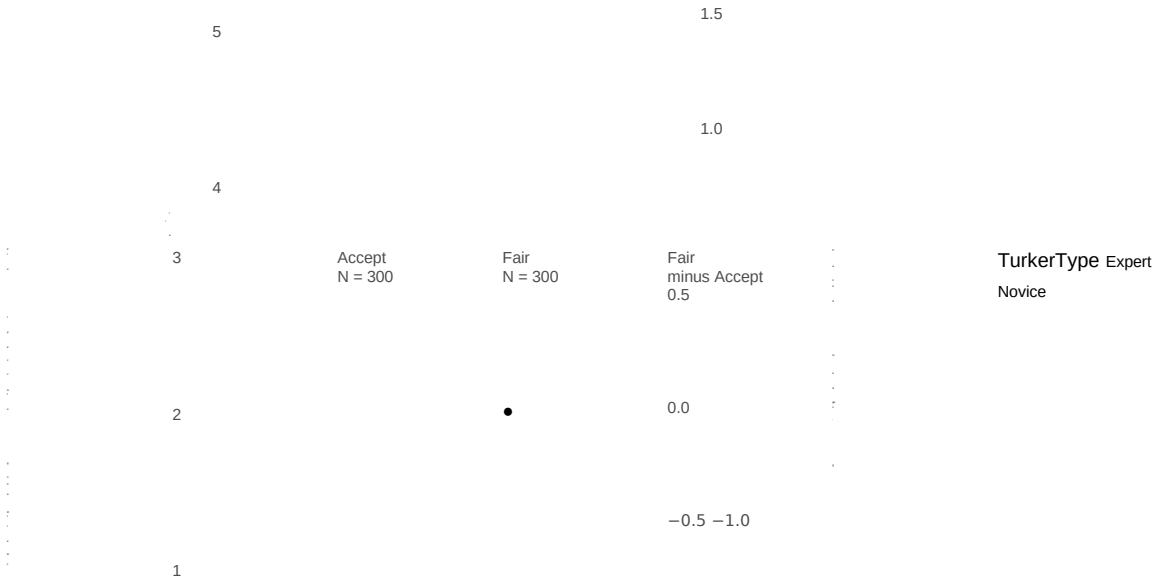 1.5
5
1.0
4
3
Accept
N = 300
Fair
N = 300
Fair
minus Accept
0.5
TurkerType Expert
Novice
2
0.0
−0.5 −1.0
1